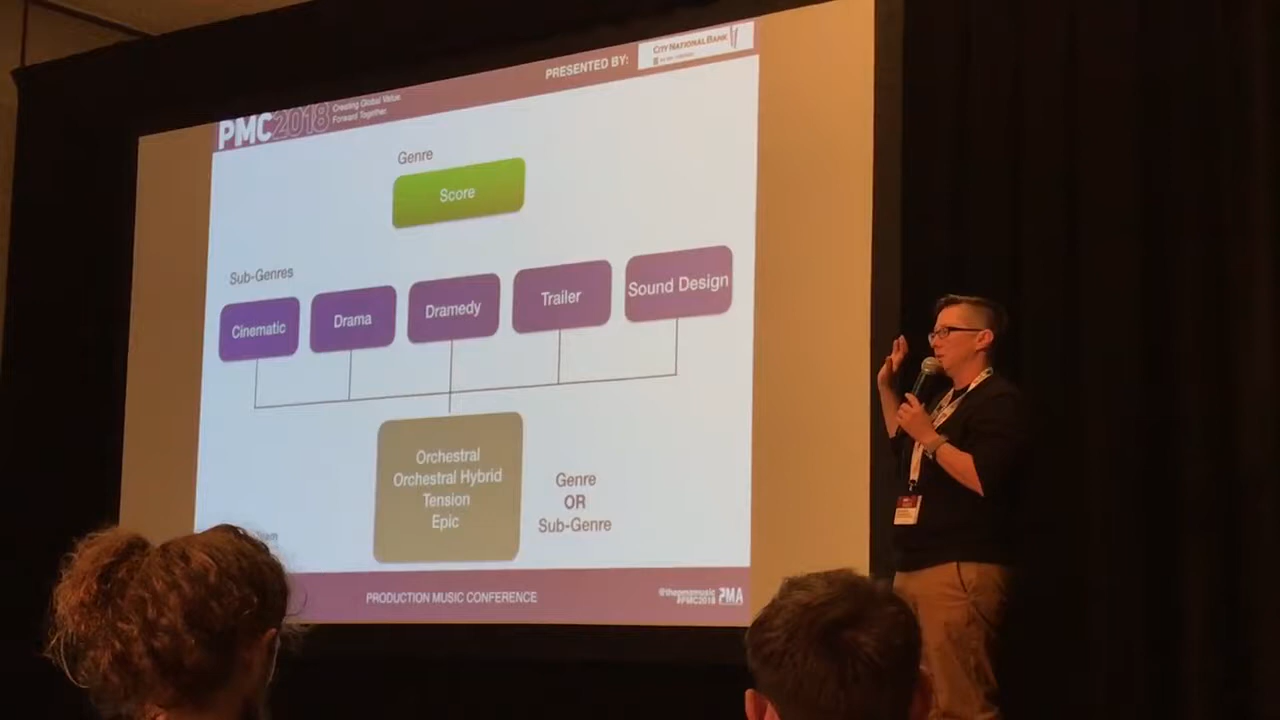 PRESENTED BY:
CITY NATIONAL BANK
PMC2018
Creating Global Value.
Forward Together.
Genre
Score
Sub-Genres
Cinematic
Drama
Dramedy
Trailer
Sound Design
Orchestral
Orchestral Hybrid
Tension
Epic
Genre
OR
Sub-Genre
PRODUCTION MUSIC CONFERENCE
@thepmamusic
#PMC2018
PMA